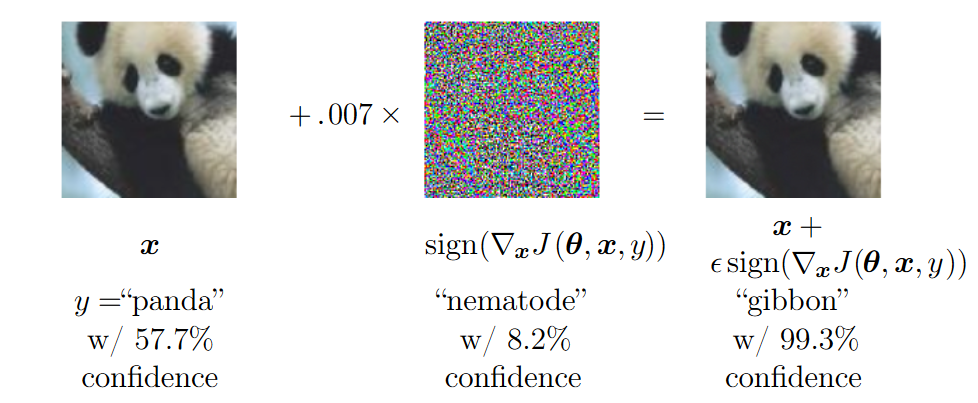 + .007 × =
x
y =“panda”
w/ 57.7%
confidence
sign(∇ₓJ(θ, x, y))
“nematode”
w/ 8.2%
confidence
x +
ϵ sign(∇ₓJ(θ, x, y))
“gibbon”
w/ 99.3%
confidence